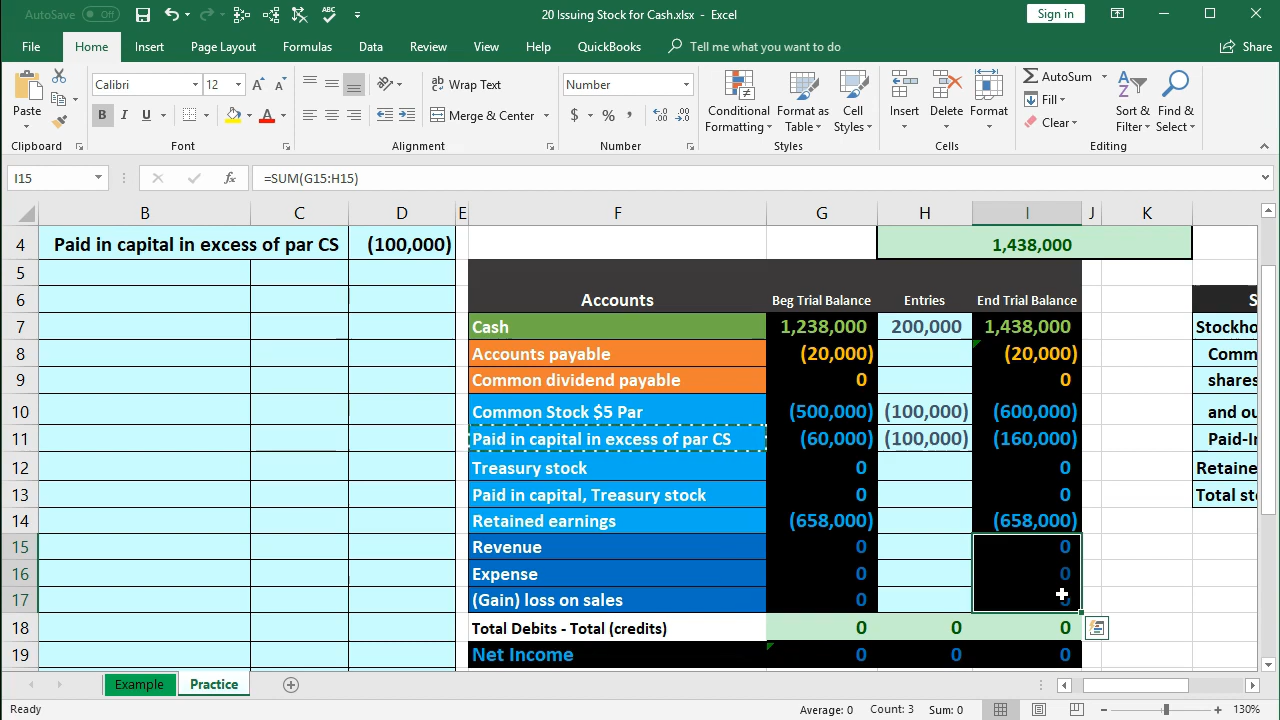 AutoSave Off 20 Issuing Stock for Cash.xlsx - Excel Sign in
File Home Insert Page Layout Formulas Data Review View Help QuickBooks Tell me what you want to do Share
Paste Calibri 12 Wrap Text Number Conditional Formatting Format as Table Cell Styles Insert Delete Format AutoSum Fill Clear Sort & Filter Find & Select
B I U A Merge & Center $ % ,
Clipboard Font Alignment Number Styles Cells Editing
I15 fx =SUM(G15:H15)
B C D E F G H I J K
4 Paid in capital in excess of par CS (100,000) 1,438,000
5
6 Accounts Beg Trial Balance Entries End Trial Balance S
7 Cash 1,238,000 200,000 1,438,000 Stockho
8 Accounts payable (20,000) (20,000) Comm
9 Common dividend payable 0 0 shares
10 Common Stock $5 Par (500,000) (100,000) (600,000) and ou
11 Paid in capital in excess of par CS (60,000) (100,000) (160,000) Paid-In
12 Treasury stock 0 0 Retaine
13 Paid in capital, Treasury stock 0 0 Total sto
14 Retained earnings (658,000) (658,000)
15 Revenue 0 0
16 Expense 0 0
17 (Gain) loss on sales 0 0
18 Total Debits - Total (credits) 0 0 0
19 Net Income 0 0 0
Example Practice
Ready Average: 0 Count: 3 Sum: 0 130%